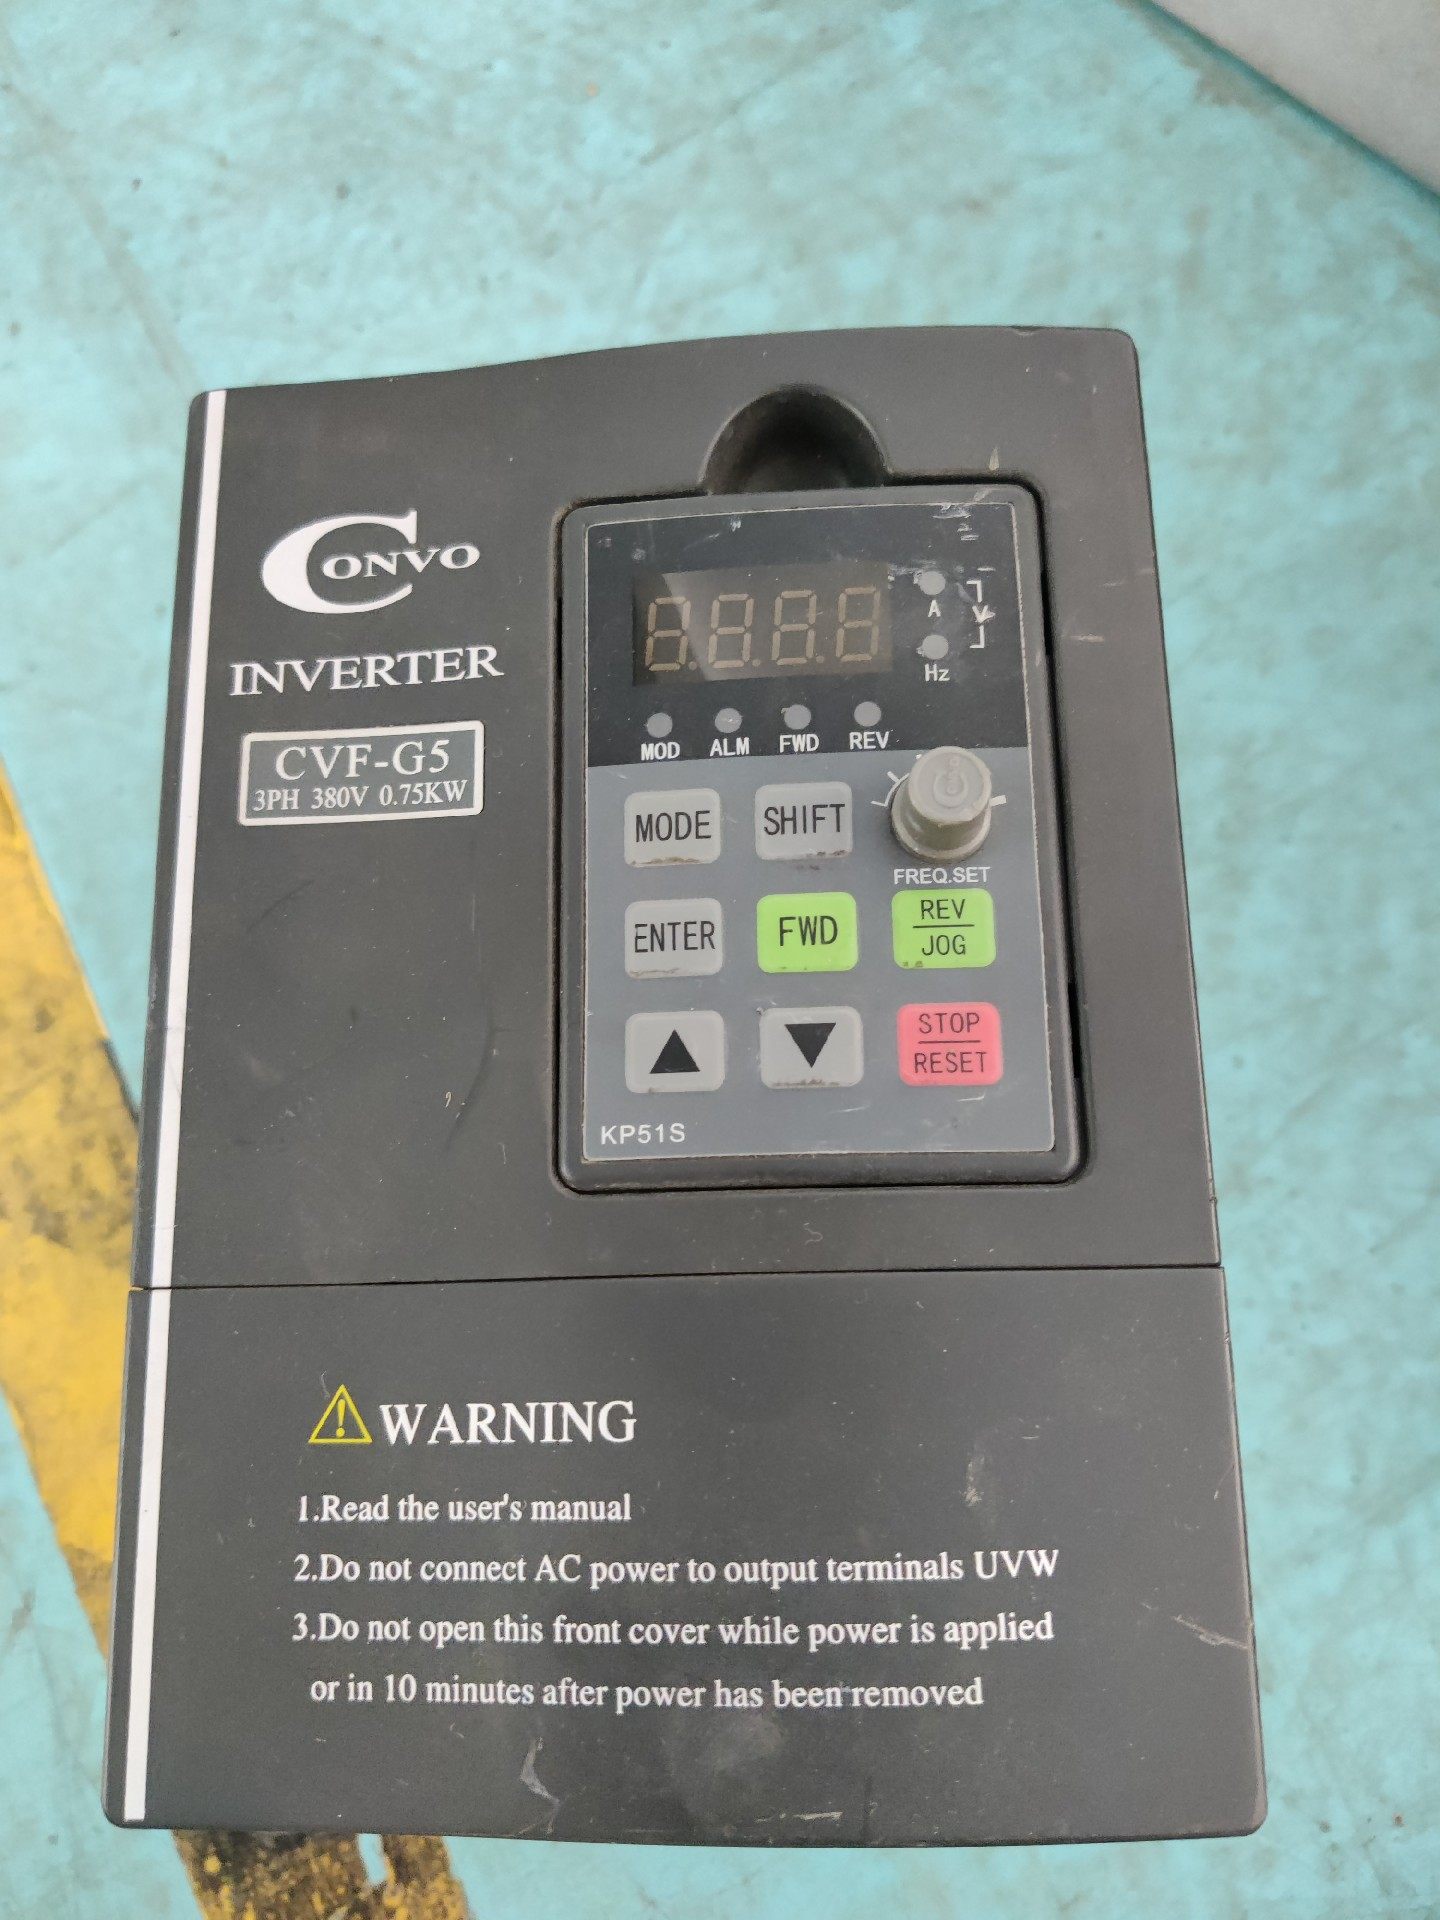 CONVO
INVERTER
CVF-G5
3PH 380V 0.75KW
A
V
Hz
MOD ALM FWD REV
MODE SHIFT
FREQ.SET
ENTER FWD REV
JOG
STOP
RESET
KP51S
WARNING
1.Read the user's manual
2.Do not connect AC power to output terminals UVW
3.Do not open this front cover while power is applied
or in 10 minutes after power has been removed